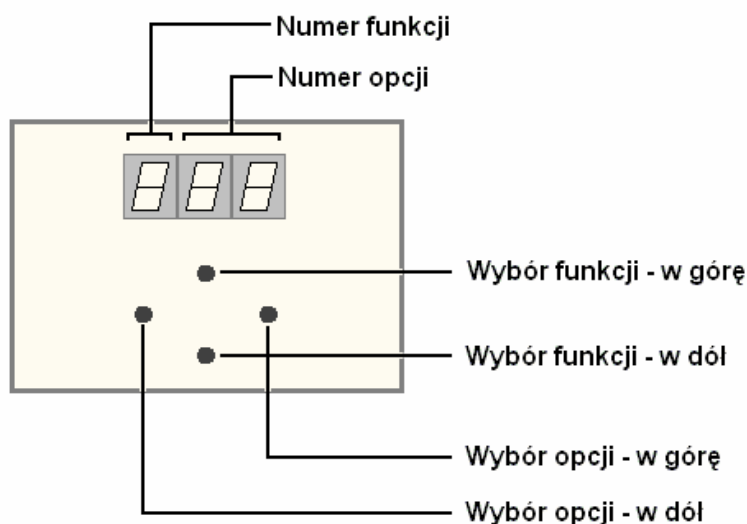 Numer funkcji
Numer opcji
Wybór funkcji - w górę
Wybór funkcji - w dół
Wybór opcji - w górę
Wybór opcji - w dół